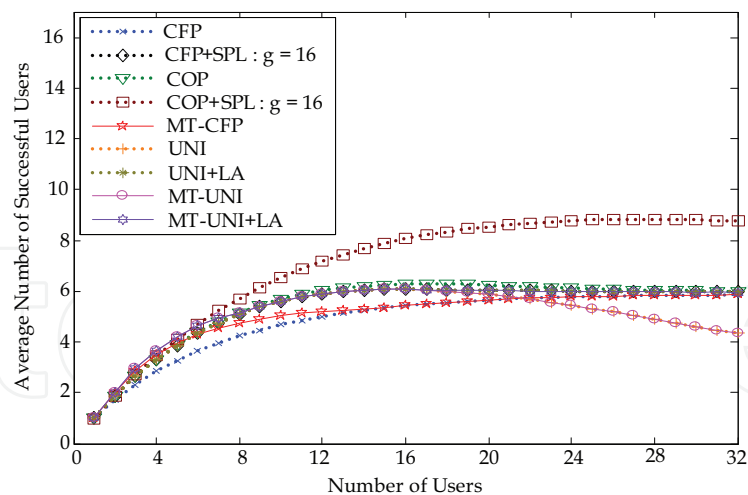 16
14
12
10
8
6
4
2
0
Average Number of Successful Users
CFP
CFP+SPL : g = 16
COP
COP+SPL : g = 16
MT-CFP
UNI
UNI+LA
MT-UNI
MT-UNI+LA
0 4 8 12 16 20 24 28 32
Number of Users